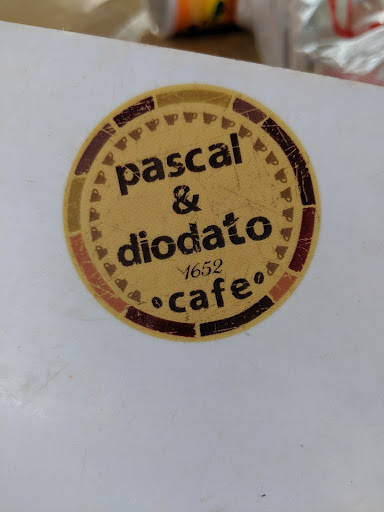 pascal
&
diodato
1652
cafe